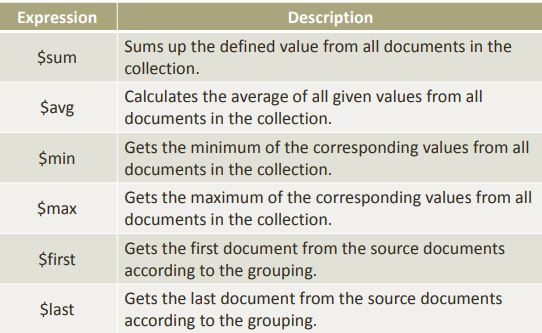 Expression Description
$sum Sums up the defined value from all documents in the
collection.
$avg Calculates the average of all given values from all
documents in the collection.
$min Gets the minimum of the corresponding values from all
documents in the collection.
$max Gets the maximum of the corresponding values from all
documents in the collection.
$first Gets the first document from the source documents
according to the grouping.
$last Gets the last document from the source documents
according to the grouping.